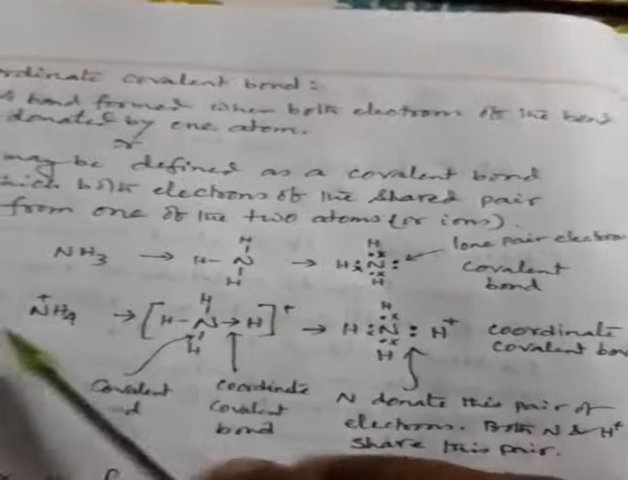 rdinate covalent bond:
bond formed when both electrons of the bond
donated by one atom.
or
may be defined as a covalent bond
hich both electrons of the shared pair
from one of the two atoms (or ions).
NH3 → H- N H H H → H N H H lone pair electron
covalent bond
NH4 + → [H-N→H]+ H H → H:N: H+ H H coordinate
covalent bon
covalent coordinate covalent bond
N donate this pair of
electrons. Both N & H+
share this pair.